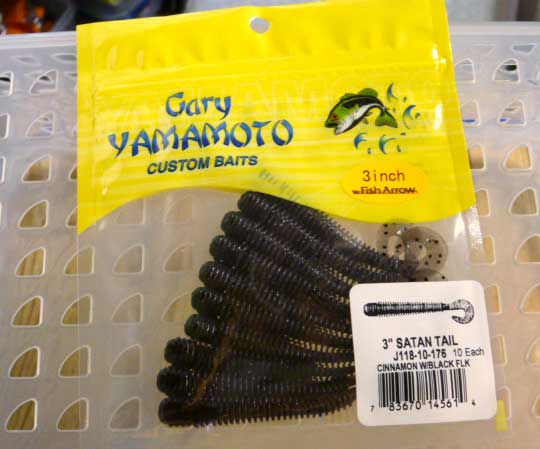 Gary
YAMAMOTO
CUSTOM BAITS
3inch
Fish Arrow
3" SATAN TAIL
J118-10-176 10 Each
CINNAMON W/BLACK FLK
7 83670 14561 4